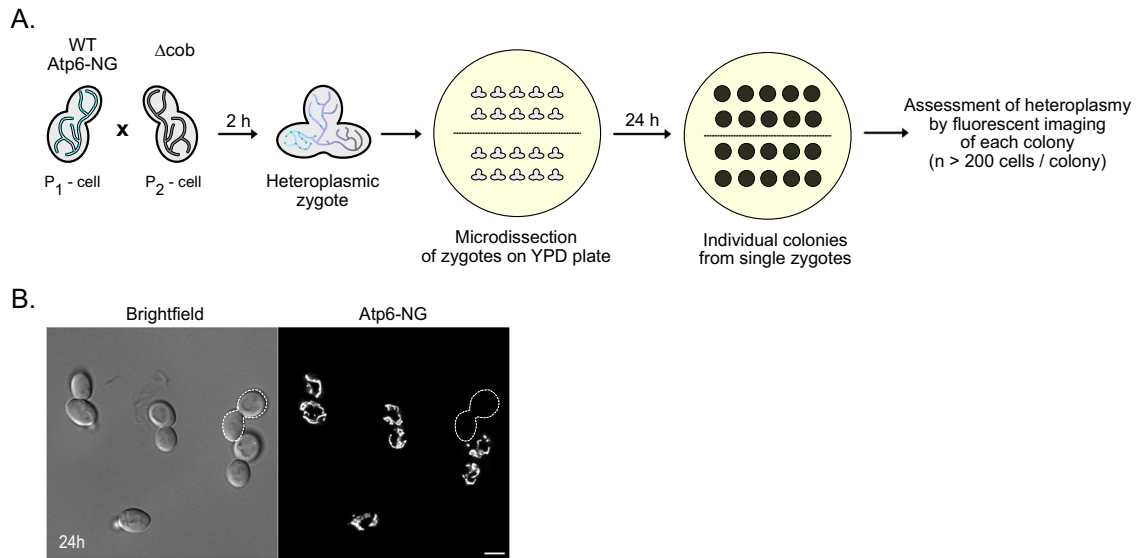 A.
WT
Atp6-NG
Δcob
x
P1 - cell
P2 - cell
2 h
Heteroplasmic
zygote
Microdissection
of zygotes on YPD plate
24 h
Individual colonies
from single zygotes
Assessment of heteroplasmy
by fluorescent imaging
of each colony
(n > 200 cells / colony)
B.
Brightfield
Atp6-NG
24h